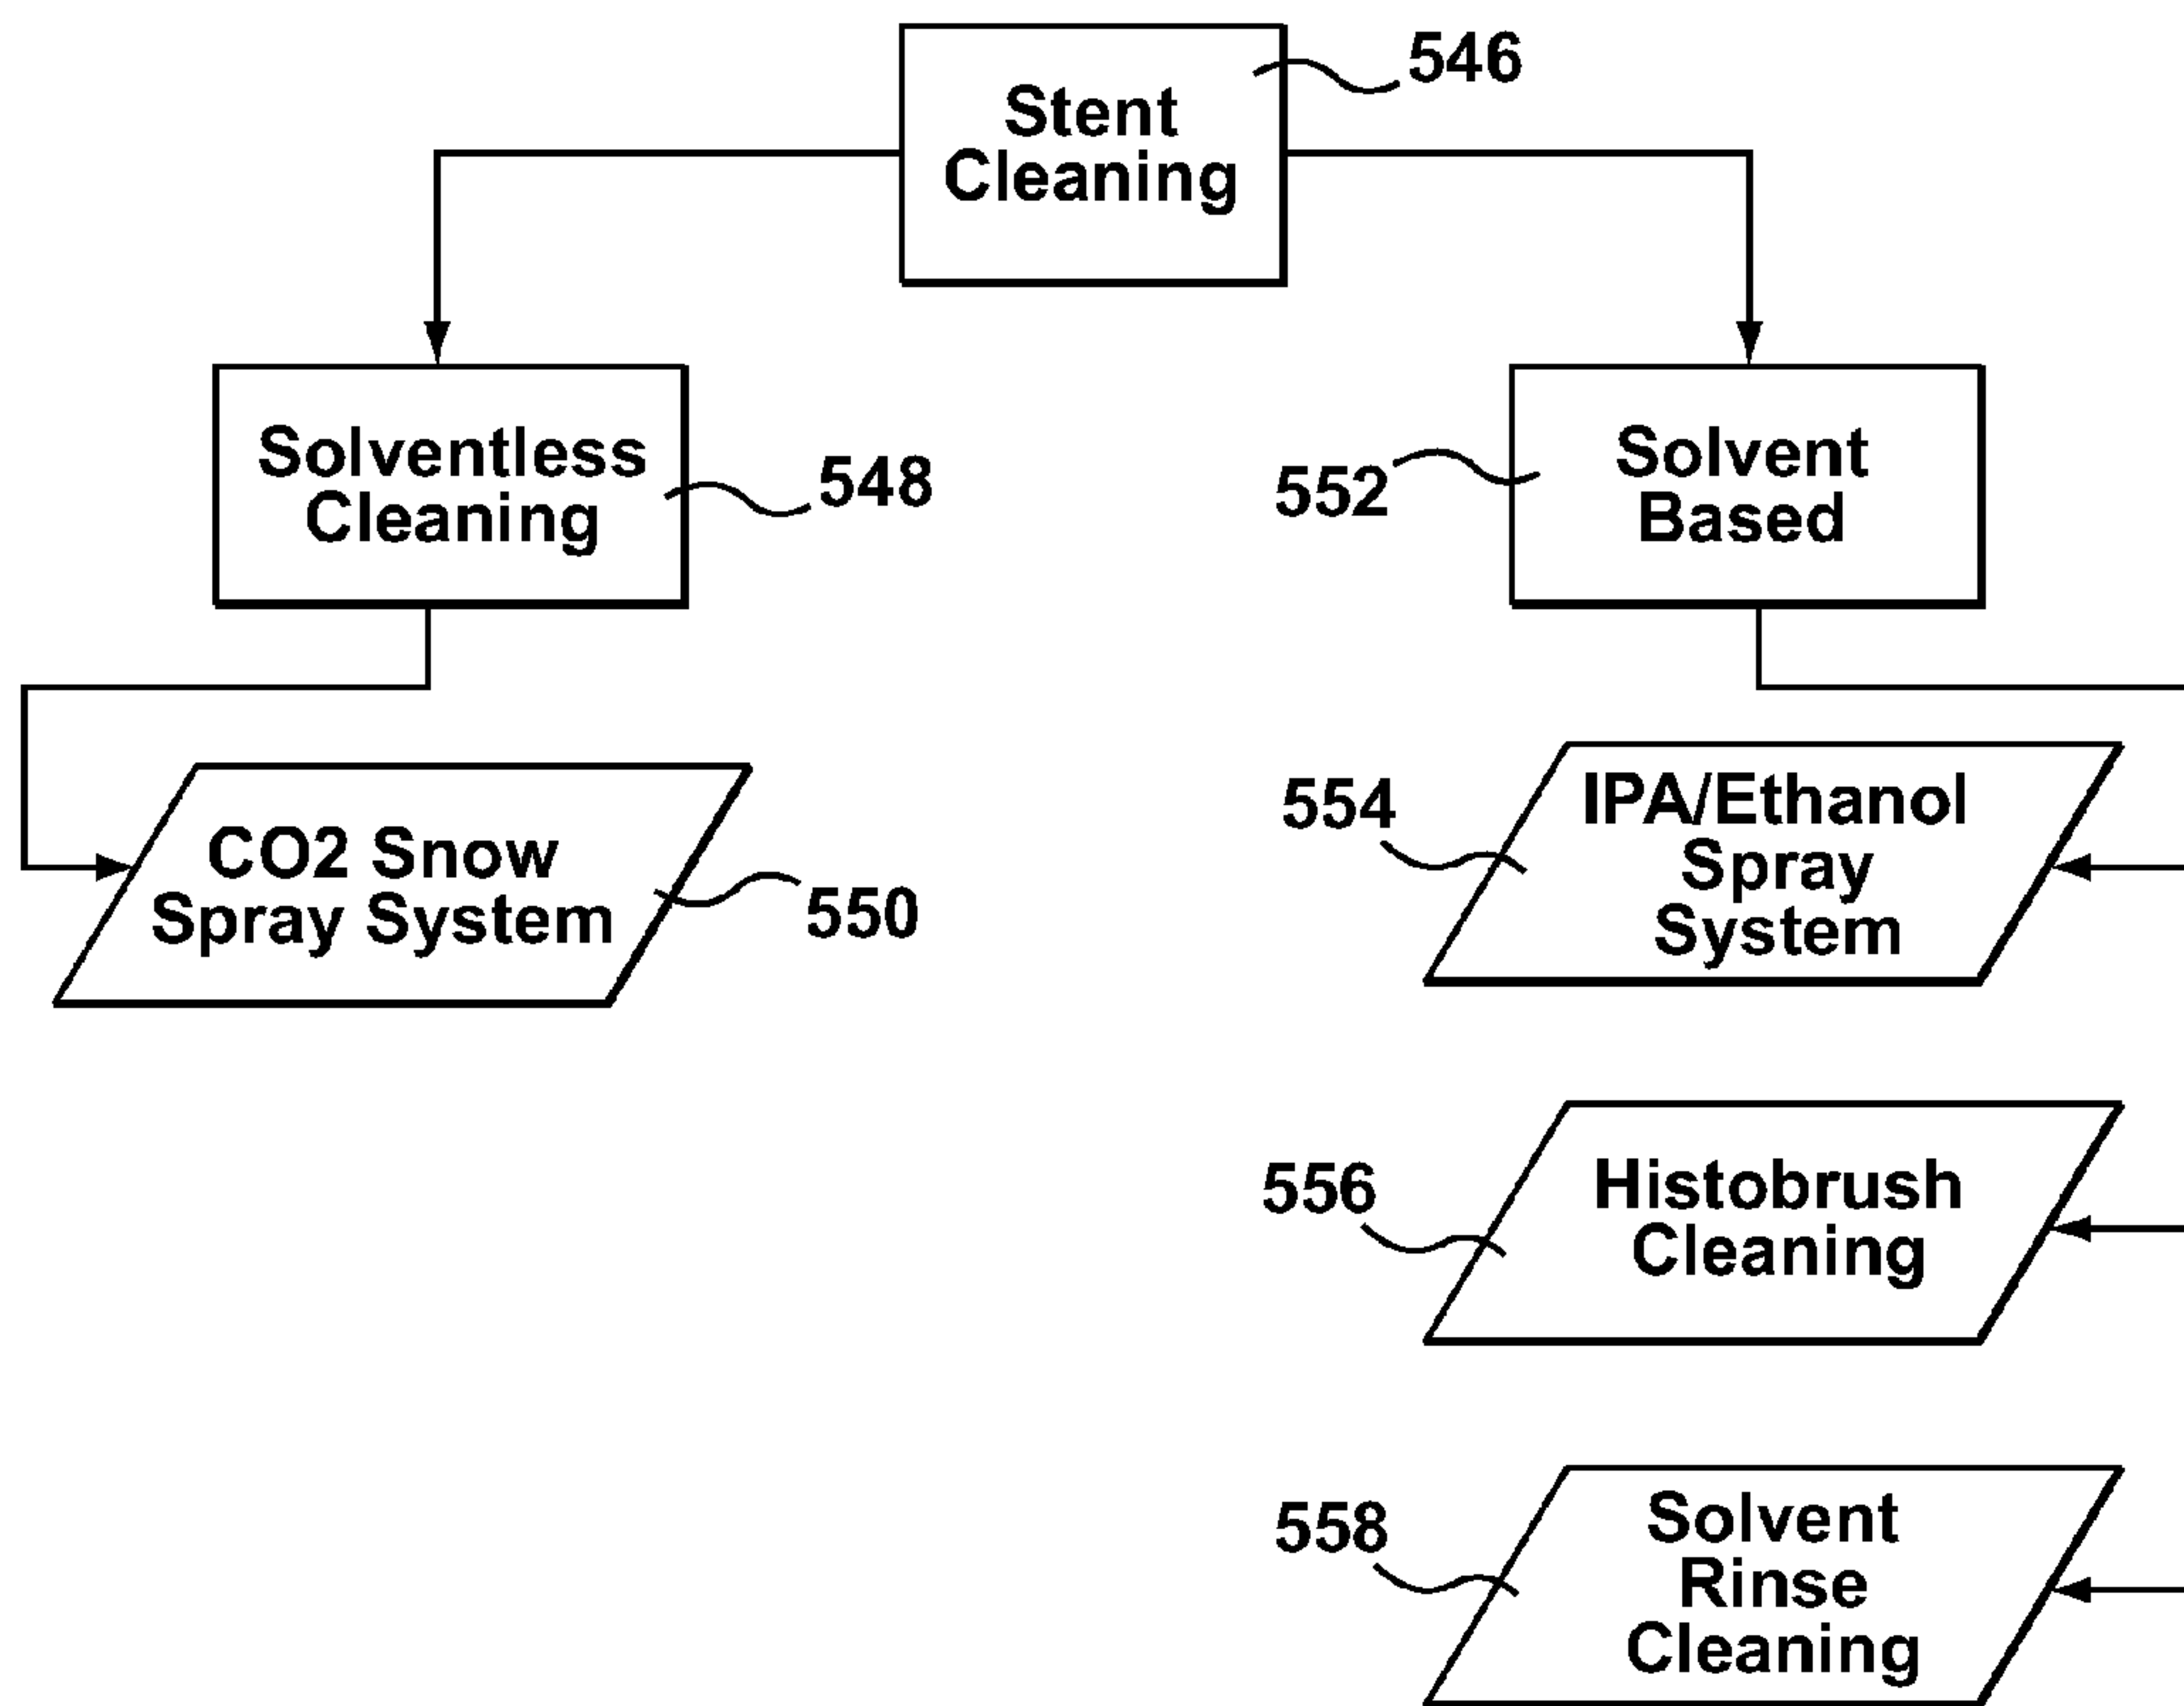 546
Stent
Cleaning
Solventless
Cleaning
548
552
Solvent
Based
CO2 Snow
Spray System
550
554
IPA/Ethanol
Spray
System
556
Histobrush
Cleaning
558
Solvent
Rinse
Cleaning